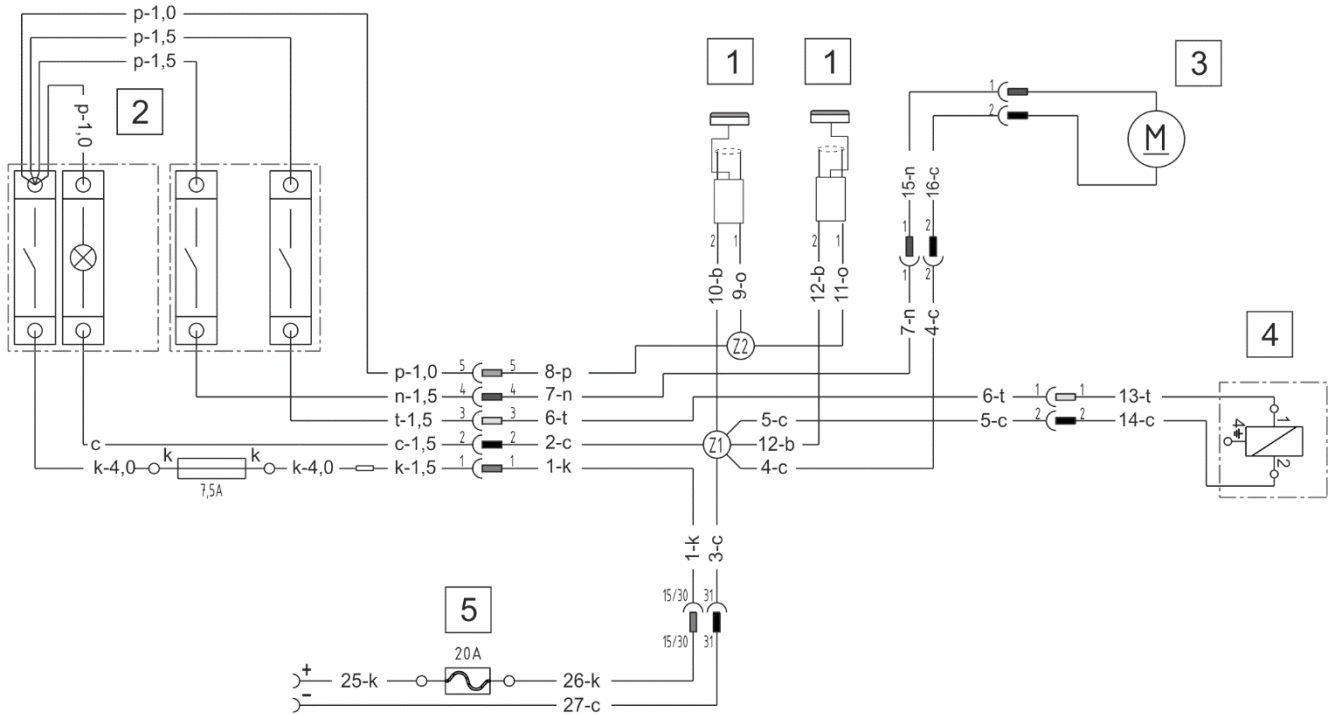 p-1,0
p-1,5
p-1,5
p-1,0
2
1
1
3
1
2
M
15-n
16-c
1
2
1
2
7-n
4-c
2
1
10-b
9-o
2
1
12-b
11-o
Z2
4
p-1,0 5 5 8-p
n-1,5 4 4 7-n
t-1,5 3 3 6-t
c c-1,5 2 2 2-c
k-4,0 k k k-4,0 k-1,5 1 1 1-k
7,5A
Z1
5-c
12-b
4-c
6-t 1 1 13-t
5-c 2 2 14-c
4
1
2
1-k
3-c
15/30 31
15/30 31
5
20A
+ 25-k 26-k
- 27-c